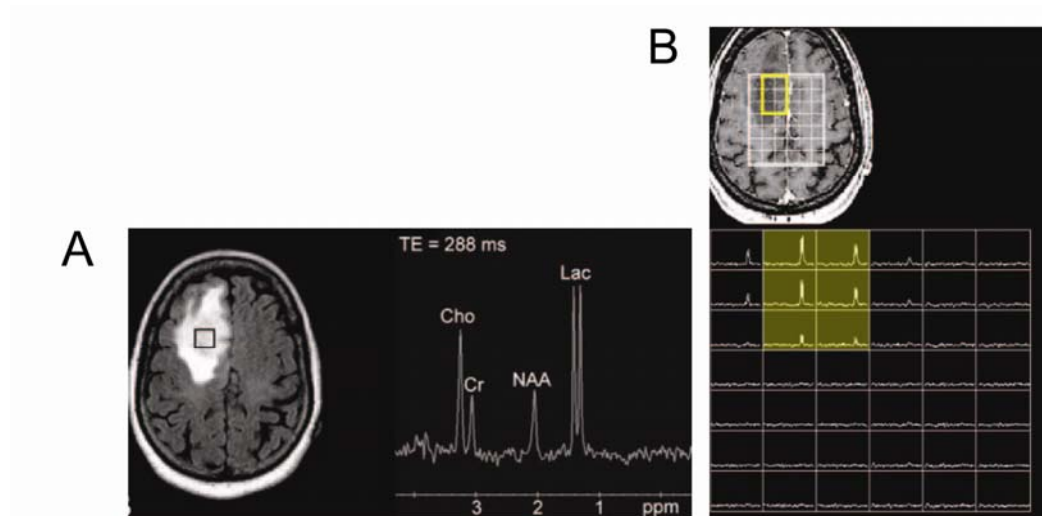 B
A
TE = 288 ms
Lac
Cho
Cr
NAA
3 2 1 ppm